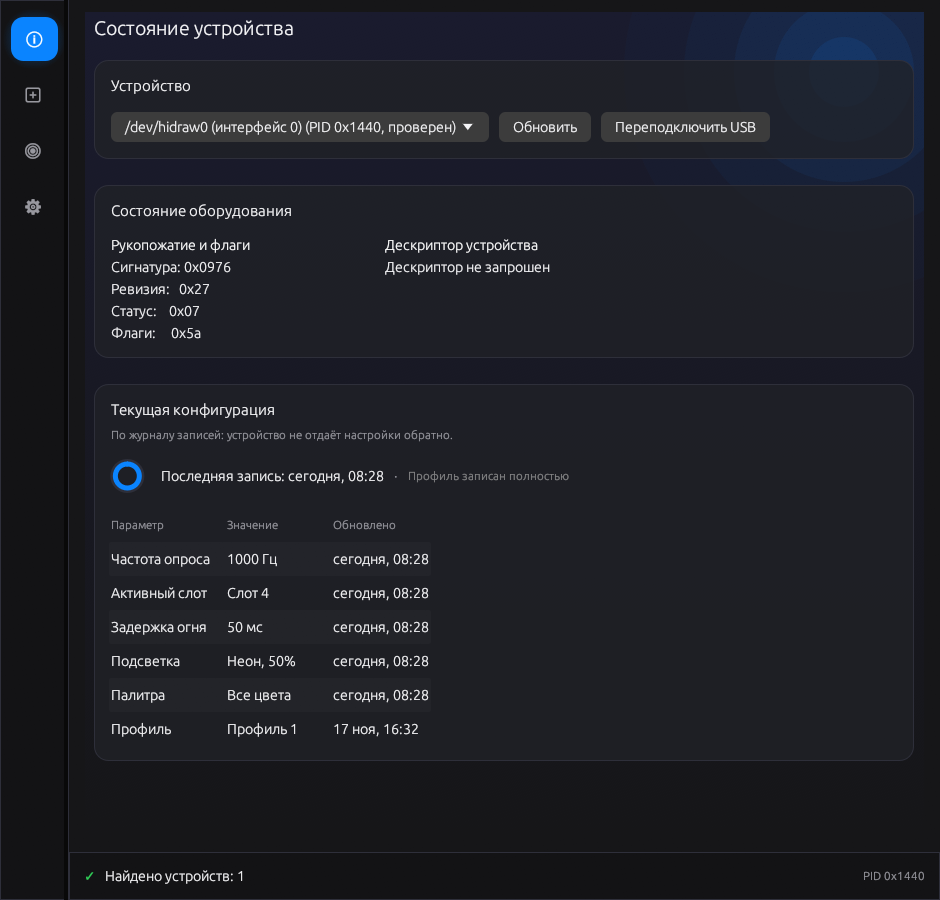 Состояние устройства
Устройство
/dev/hidraw0 (интерфейс 0) (PID 0x1440, проверен)
Обновить
Переподключить USB
Состояние оборудования
Рукопожатие и флаги
Сигнатура: 0x0976
Ревизия: 0x27
Статус: 0x07
Флаги: 0x5a
Дескриптор устройства
Дескриптор не запрошен
Текущая конфигурация
По журналу записей: устройство не отдаёт настройки обратно.
Последняя запись: сегодня, 08:28 · Профиль записан полностью
Параметр Значение Обновлено
Частота опроса 1000 Гц сегодня, 08:28
Активный слот Слот 4 сегодня, 08:28
Задержка огня 50 мс сегодня, 08:28
Подсветка Неон, 50% сегодня, 08:28
Палитра Все цвета сегодня, 08:28
Профиль Профиль 1 17 ноя, 16:32
✓ Найдено устройств: 1
PID 0x1440